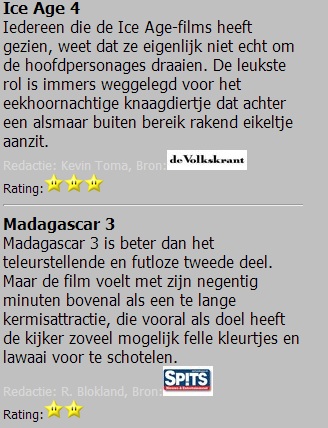 Ice Age 4
Iedereen die de Ice Age-films heeft
gezien, weet dat ze eigenlijk niet echt om
de hoofdpersonages draaien. De leukste
rol is immers weggelegd voor het
eekhoornachtige knaagdiertje dat achter
een alsmaar buiten bereik rakend eikeltje
aanzit.
Redactie: Kevin Toma, Bron: de Volkskrant
Rating:
Madagascar 3
Madagascar 3 is beter dan het
teleurstellende en futloze tweede deel.
Maar de film voelt met zijn negentig
minuten bovenal als een te lange
kermisattractie, die vooral als doel heeft
de kijker zoveel mogelijk felle kleurtjes en
lawaai voor te schotelen.
Redactie: R. Blokland, Bron: SPITS
Rating: